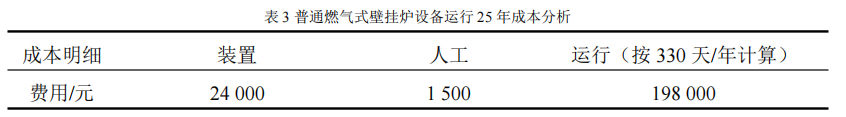 表 3 普通燃气式壁挂炉设备运行 25 年成本分析
成本明细 装置 人工 运行（按 330 天/年计算）
费用/元 24 000 1 500 198 000